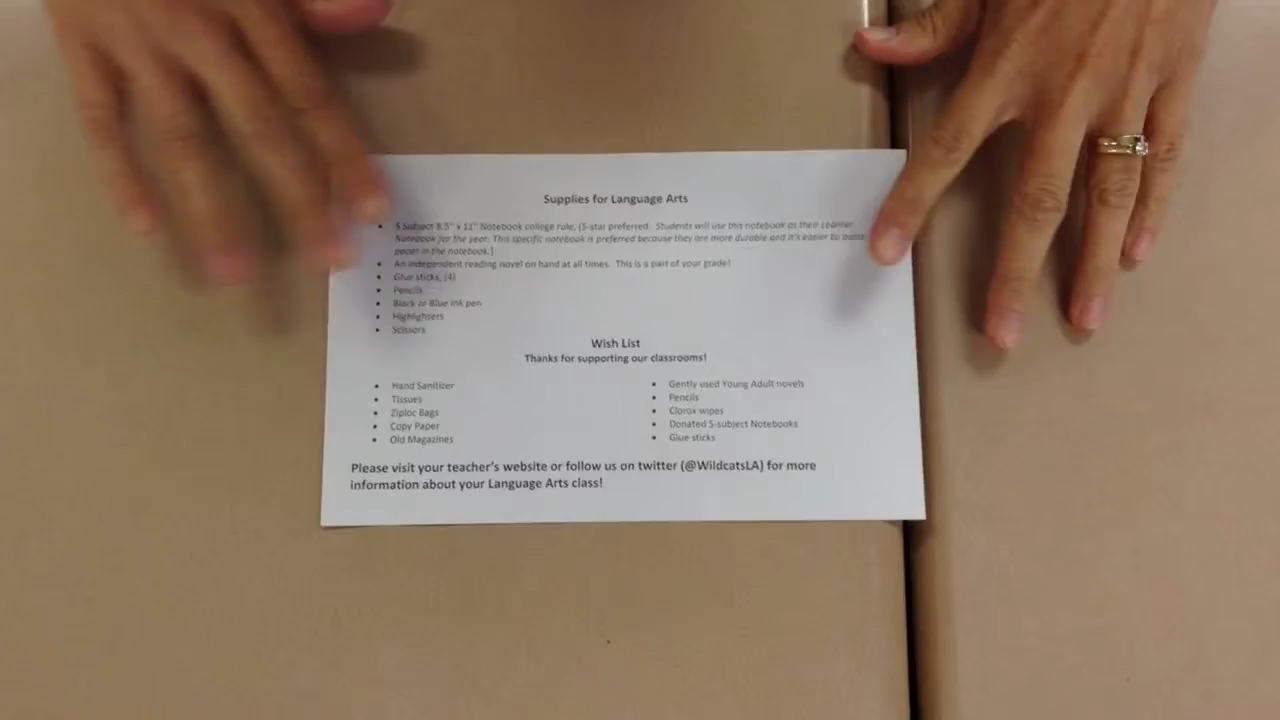 Supplies for Language Arts
• 5 Subject 8.5" x 11" Notebook college rule, (5-star preferred. Students will use this notebook as their Learner
Notebook for the year. This specific notebook is preferred because they are more durable and it's easier to paste
paper in the notebook.)
• An independent reading novel on hand at all times. This is a part of your grade!
• Glue sticks, (4)
• Pencils
• Black or Blue ink pen
• Highlighters
• Scissors
Wish List
Thanks for supporting our classrooms!
• Hand Sanitizer
• Tissues
• Ziploc Bags
• Copy Paper
• Old Magazines
• Gently used Young Adult novels
• Pencils
• Clorox wipes
• Donated 5-subject Notebooks
• Glue sticks
Please visit your teacher's website or follow us on twitter (@WildcatsLA) for more
information about your Language Arts class!